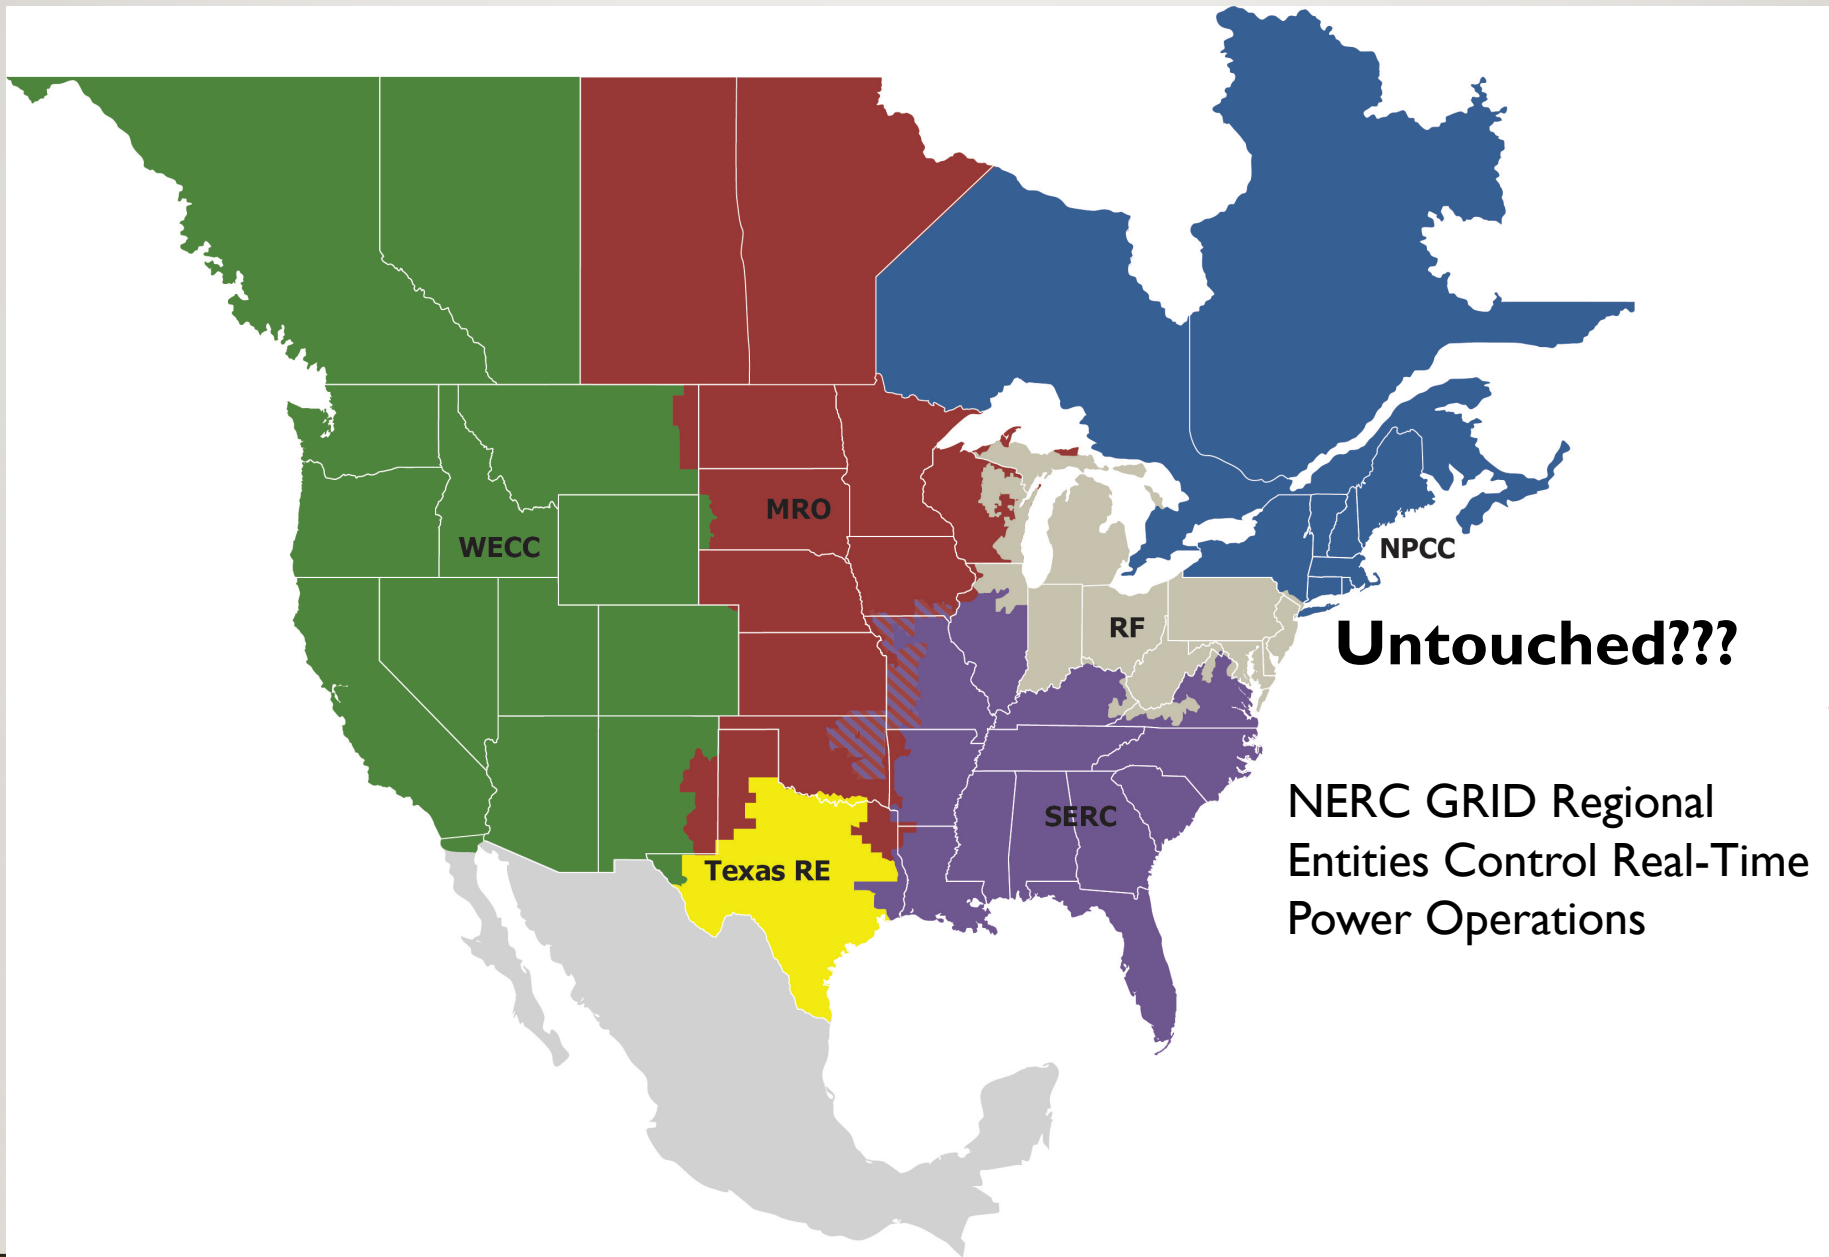 MRO
WECC
NPCC
RF
Untouched???
SERC
Texas RE
NERC GRID Regional
Entities Control Real-Time
Power Operations